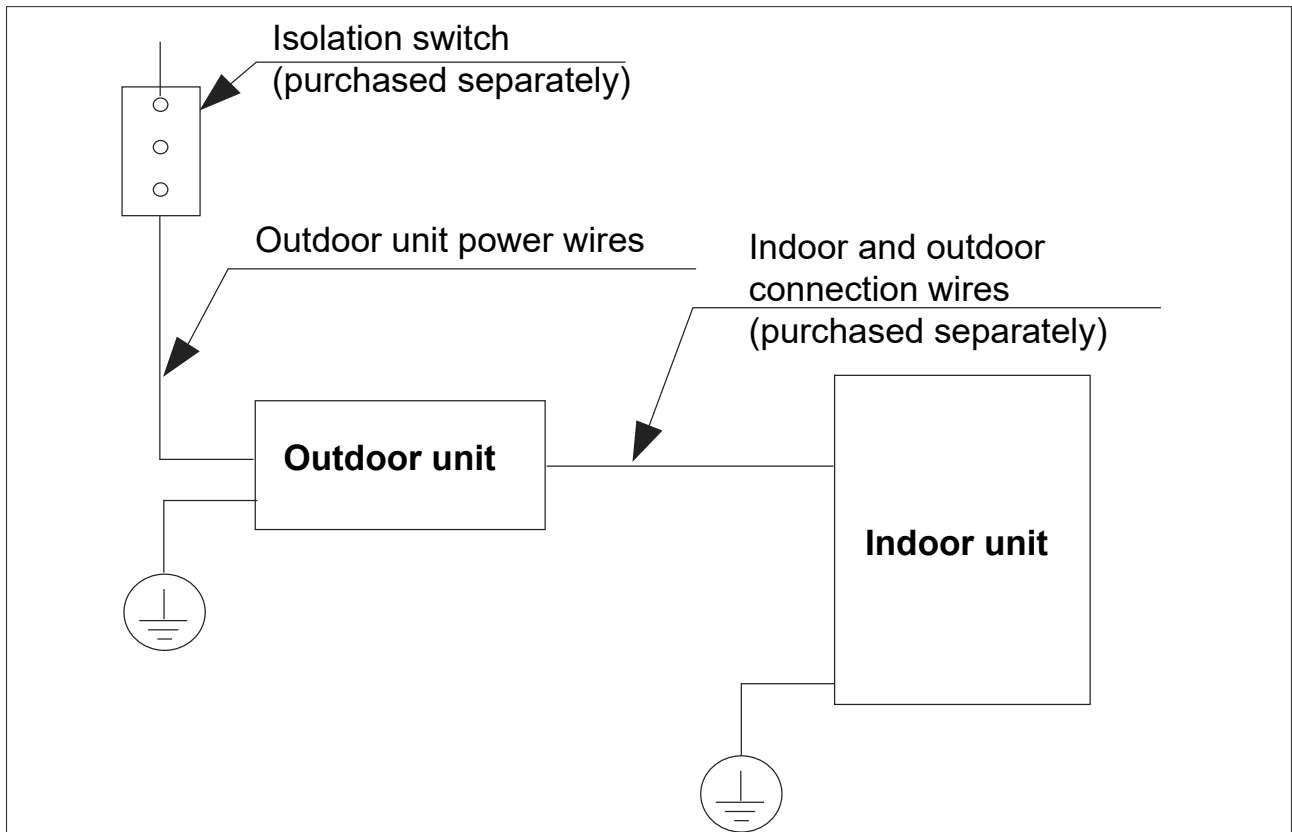 Isolation switch
(purchased separately)
Outdoor unit power wires
Indoor and outdoor
connection wires
(purchased separately)
Outdoor unit
Indoor unit